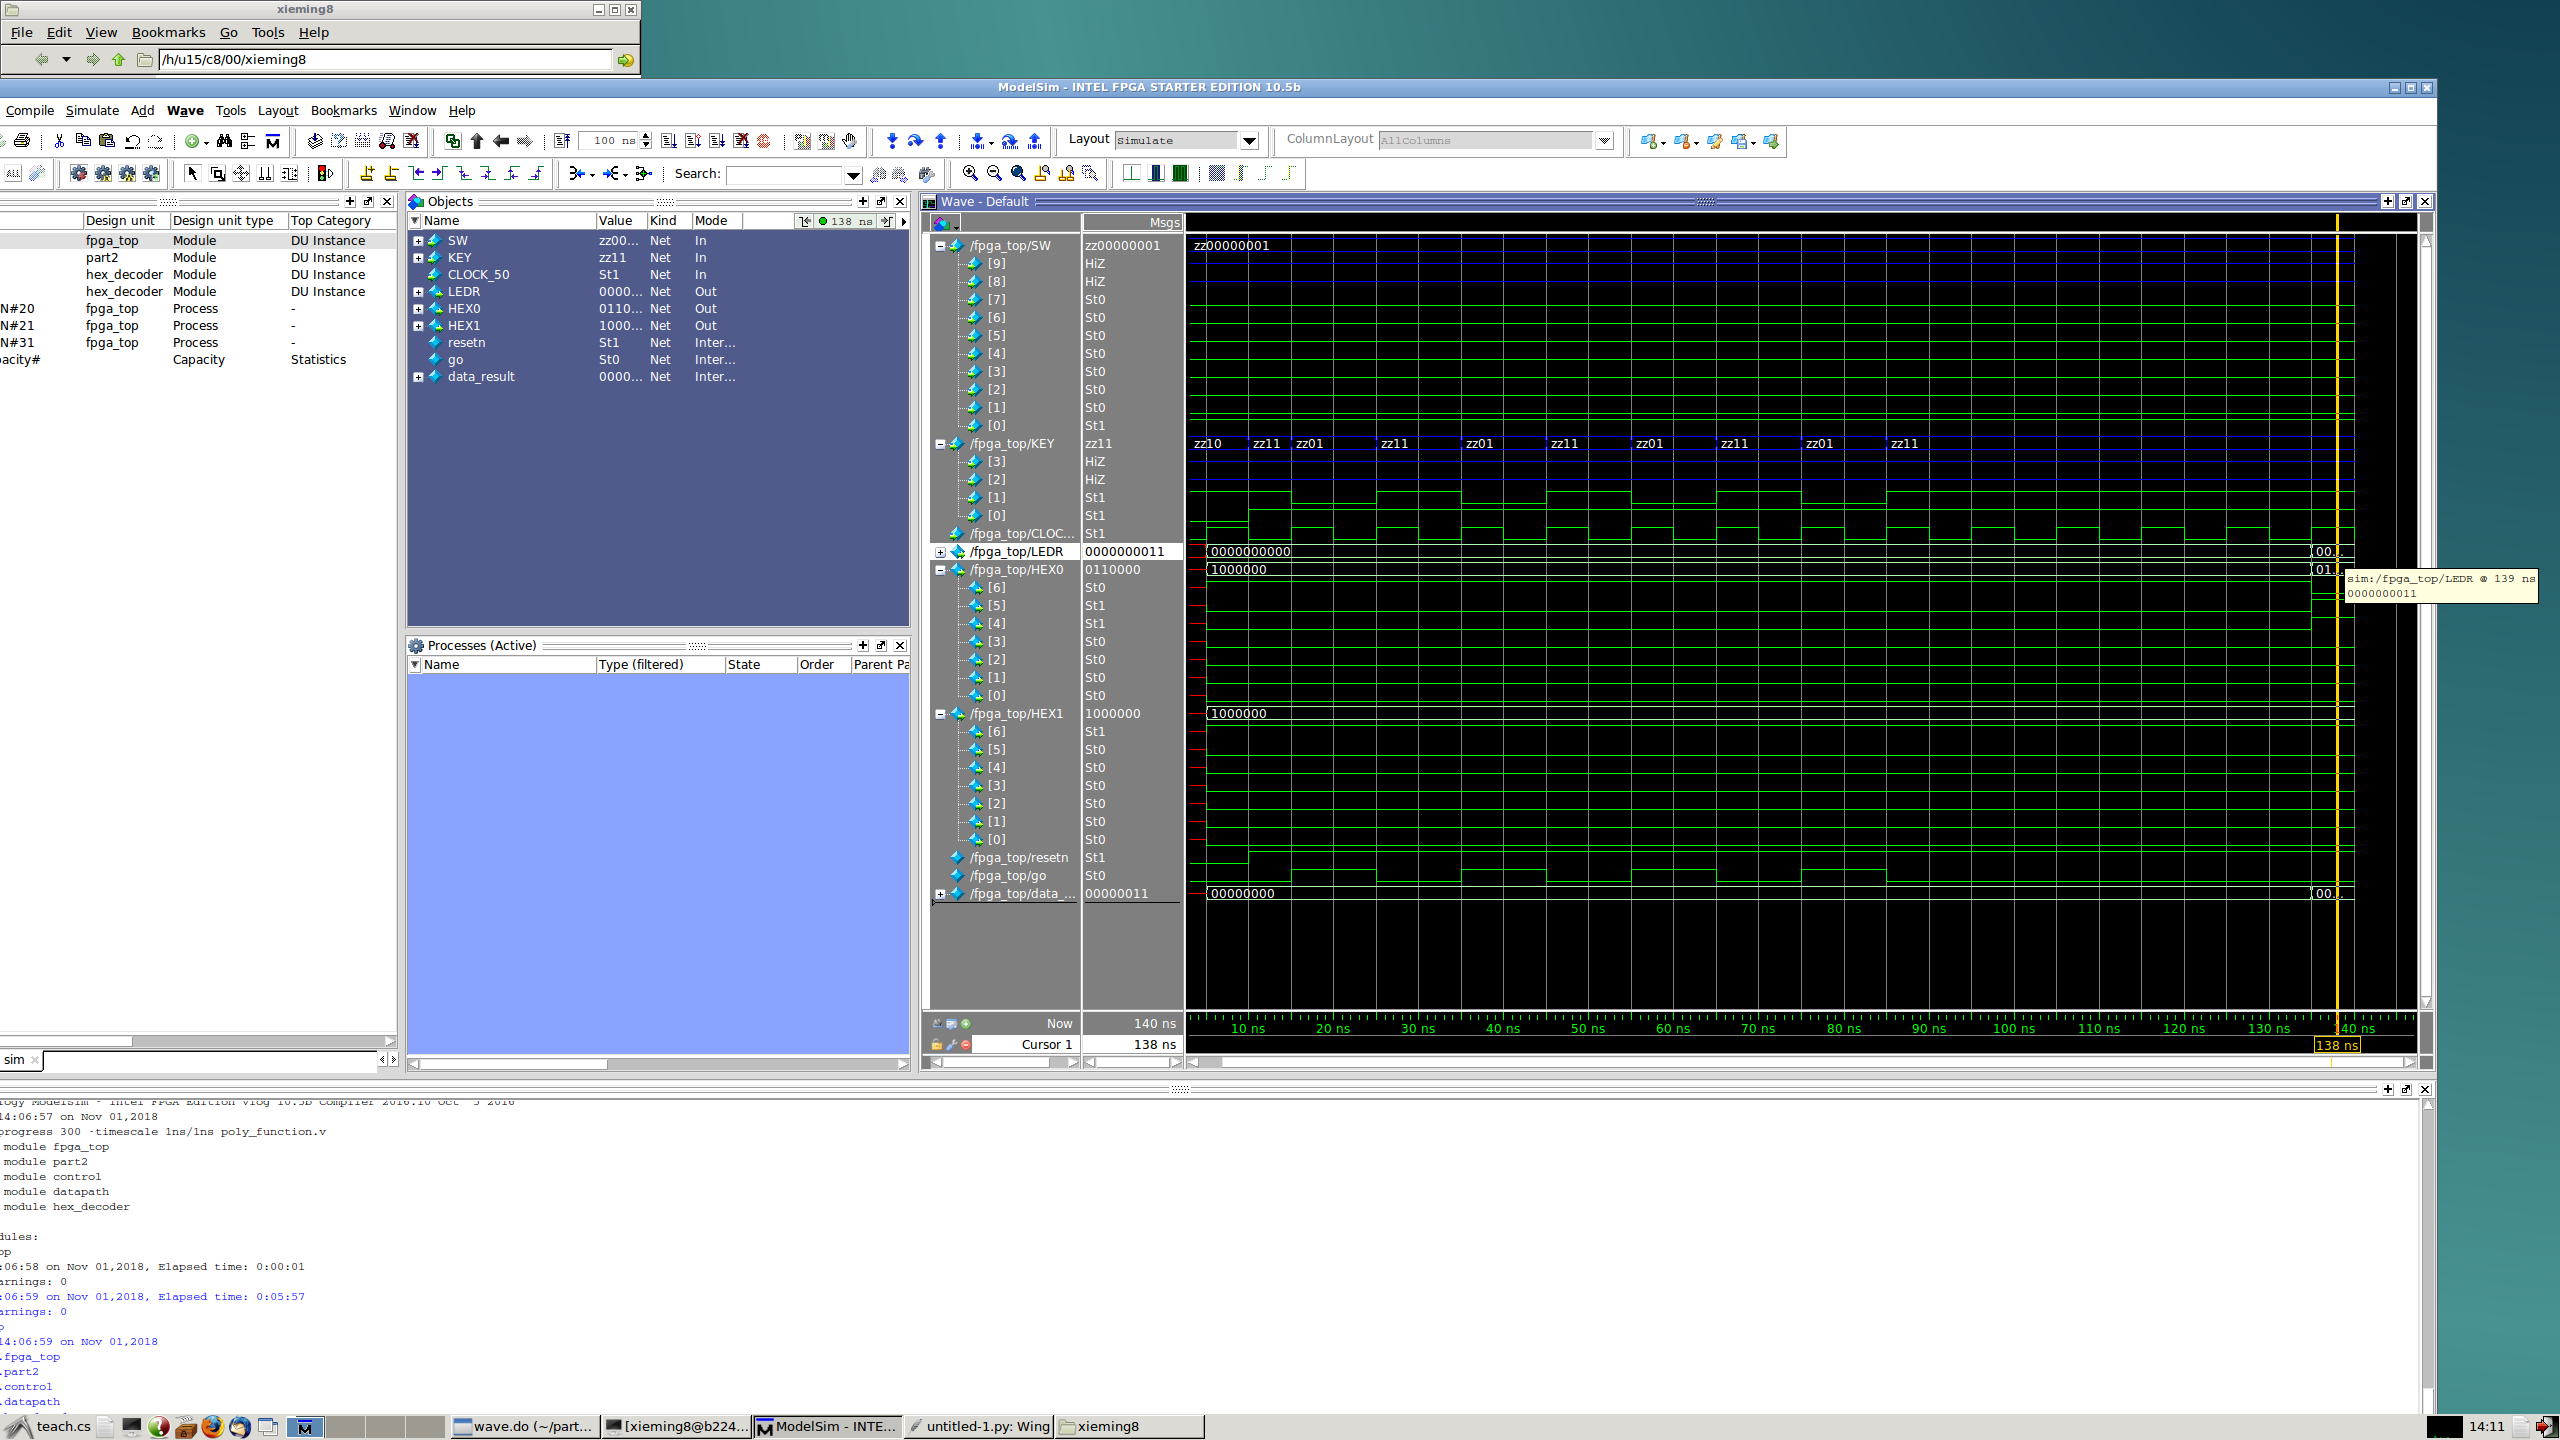 xieming8
File Edit View Bookmarks Go Tools Help
/h/u15/c8/00/xieming8
ModelSim - INTEL FPGA STARTER EDITION 10.5b
Compile Simulate Add Wave Tools Layout Bookmarks Window Help
100 ns
Layout Simulate
ColumnLayout AllColumns
ALL
Search:
Design unit Design unit type Top Category
fpga_top Module DU Instance
part2 Module DU Instance
hex_decoder Module DU Instance
hex_decoder Module DU Instance
N#20 fpga_top Process -
N#21 fpga_top Process -
N#31 fpga_top Process -
acity# Capacity Statistics
sim
Objects
Name Value Kind Mode 138 ns
SW zz00... Net In
KEY zz11 Net In
CLOCK_50 St1 Net In
LEDR 0000... Net Out
HEX0 0110... Net Out
HEX1 1000... Net Out
resetn St1 Net Inter...
go St0 Net Inter...
data_result 0000... Net Inter...
Processes (Active)
Name Type (filtered) State Order Parent Pa
Wave - Default
Msgs
/fpga_top/SW zz00000001 zz00000001
[9] HiZ
[8] HiZ
[7] St0
[6] St0
[5] St0
[4] St0
[3] St0
[2] St0
[1] St0
[0] St1
/fpga_top/KEY zz11 zz10 zz11 zz01 zz11 zz01 zz11 zz01 zz11 zz01 zz11
[3] HiZ
[2] HiZ
[1] St1
[0] St1
/fpga_top/CLOC... St1
/fpga_top/LEDR 0000000011 0000000000 00...
/fpga_top/HEX0 0110000 1000000 01...
[6] St0
[5] St1
[4] St1
[3] St0
[2] St0
[1] St0
[0] St0
/fpga_top/HEX1 1000000 1000000
[6] St1
[5] St0
[4] St0
[3] St0
[2] St0
[1] St0
[0] St0
/fpga_top/resetn St1
/fpga_top/go St0
/fpga_top/data_... 00000011 00000000 00...
sim:/fpga_top/LEDR @ 139 ns
0000000011
Now 140 ns 10 ns 20 ns 30 ns 40 ns 50 ns 60 ns 70 ns 80 ns 90 ns 100 ns 110 ns 120 ns 130 ns 140 ns
Cursor 1 138 ns 138 ns
ogy ModelSim - Intel FPGA Edition vlog 10.5b Compiler 2016.10 Oct 5 2016
14:06:57 on Nov 01,2018
progress 300 -timescale 1ns/1ns poly_function.v
module fpga_top
module part2
module control
module datapath
module hex_decoder
dules:
op
:06:58 on Nov 01,2018, Elapsed time: 0:00:01
arnings: 0
:06:59 on Nov 01,2018, Elapsed time: 0:05:57
arnings: 0
p
14:06:59 on Nov 01,2018
.fpga_top
.part2
.control
.datapath
teach.cs wave.do (~/part... [xieming8@b224... ModelSim - INTE... untitled-1.py: Wing xieming8 14:11